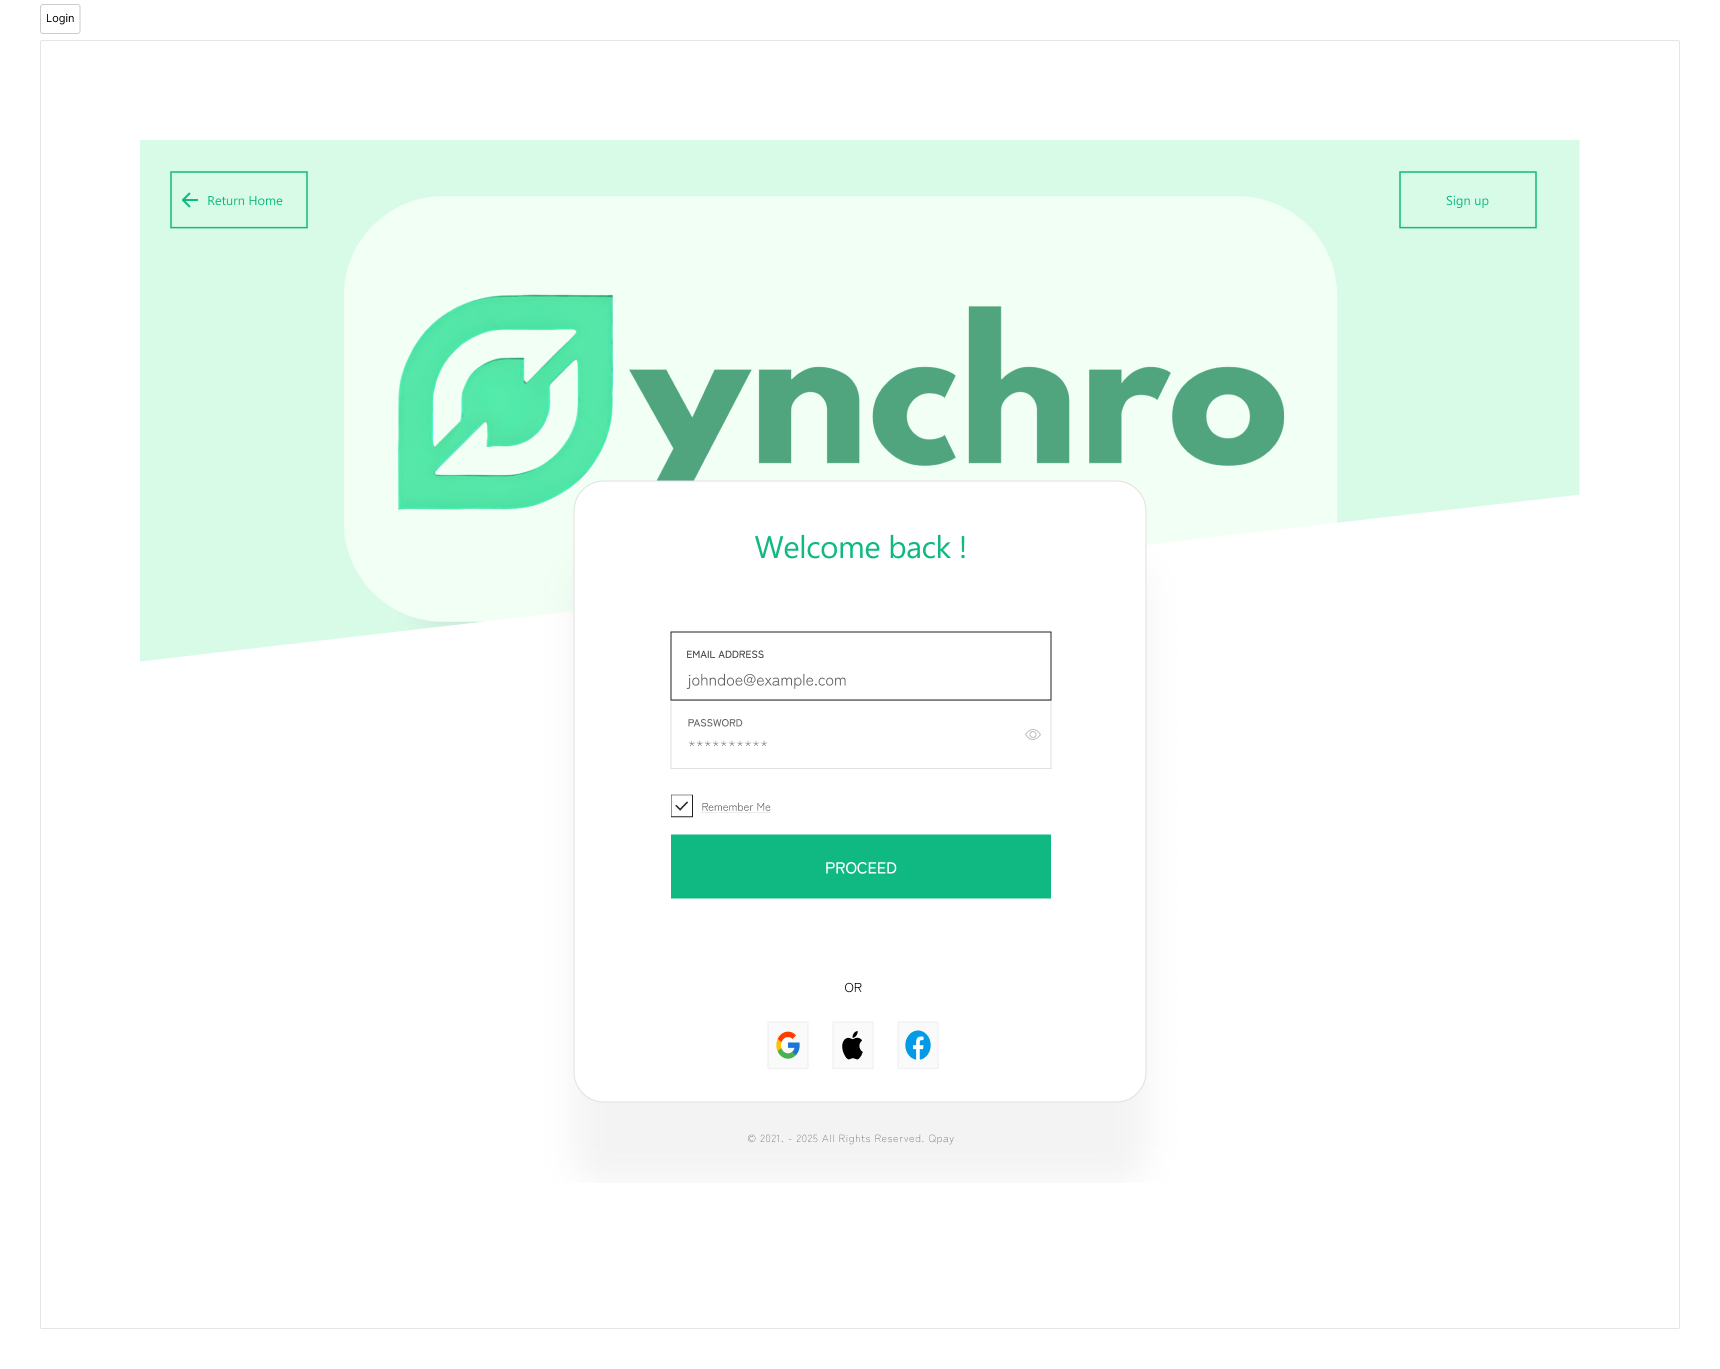 Login
Return Home
Sign up
ynchro
Welcome back !
EMAIL ADDRESS
johndoe@example.com
PASSWORD
**********
Remember Me
PROCEED
OR
© 2021, - 2025 All Rights Reserved. Qpay